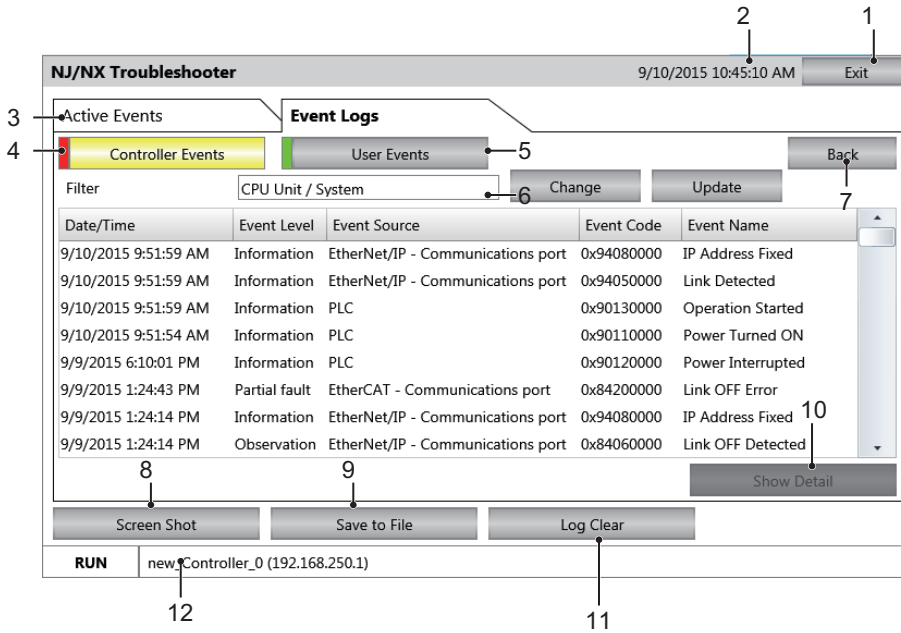 2 1
NJ/NX Troubleshooter 9/10/2015 10:45:10 AM Exit
3 Active Events Event Logs
4 Controller Events User Events 5 Back
Filter CPU Unit / System 6 Change Update 7
Date/Time Event Level Event Source Event Code Event Name
9/10/2015 9:51:59 AM Information EtherNet/IP - Communications port 0x94080000 IP Address Fixed
9/10/2015 9:51:59 AM Information EtherNet/IP - Communications port 0x94050000 Link Detected
9/10/2015 9:51:59 AM Information PLC 0x90130000 Operation Started
9/10/2015 9:51:54 AM Information PLC 0x90110000 Power Turned ON
9/9/2015 6:10:01 PM Information PLC 0x90120000 Power Interrupted
9/9/2015 1:24:43 PM Partial fault EtherCAT - Communications port 0x84200000 Link OFF Error
9/9/2015 1:24:14 PM Information EtherNet/IP - Communications port 0x94080000 IP Address Fixed 10
9/9/2015 1:24:14 PM Observation EtherNet/IP - Communications port 0x84060000 Link OFF Detected
8 9 Show Detail
Screen Shot Save to File Log Clear
RUN new_Controller_0 (192.168.250.1)
12 11